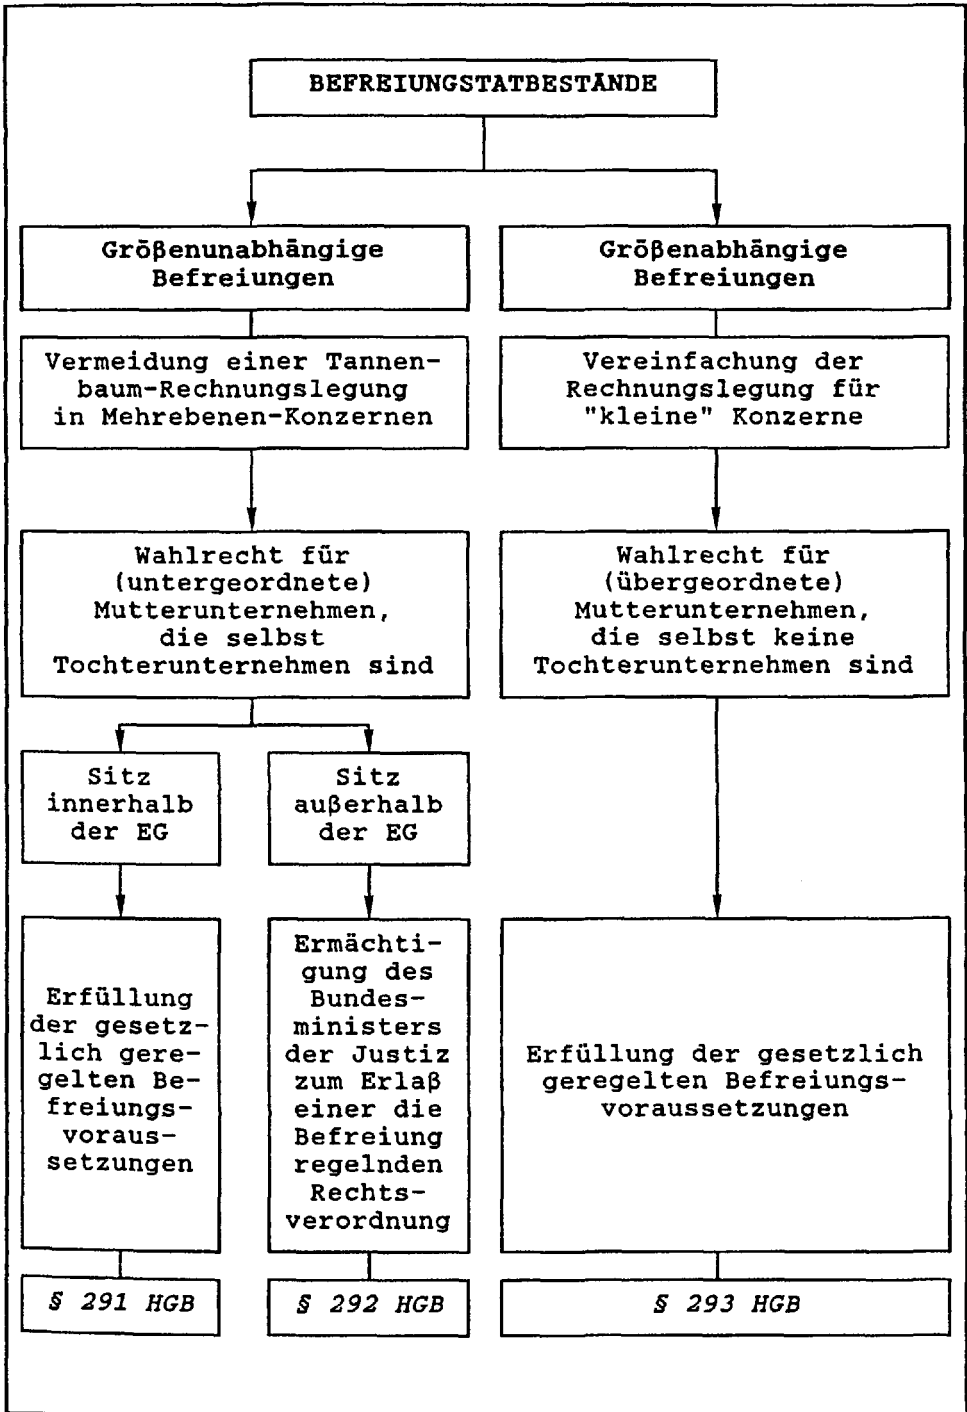 BEFREIUNGSTATBESTÄNDE
Größenunabhängige
Befreiungen
Größenabhängige
Befreiungen
Vermeidung einer Tannen-
baum-Rechnungslegung
in Mehrebenen-Konzernen
Vereinfachung der
Rechnungslegung für
"kleine" Konzerne
Wahlrecht für
(untergeordnete)
Mutterunternehmen,
die selbst
Tochterunternehmen sind
Wahlrecht für
(übergeordnete)
Mutterunternehmen,
die selbst keine
Tochterunternehmen sind
Sitz
innerhalb
der EG
Sitz
außerhalb
der EG
Erfüllung
der gesetz-
lich gere-
gelten Be-
freiungs-
voraus-
setzungen
Ermächti-
gung des
Bundes-
ministers
der Justiz
zum Erlaß
einer die
Befreiung
regelnden
Rechts-
verordnung
Erfüllung der gesetzlich
geregelten Befreiungs-
voraussetzungen
§ 291 HGB
§ 292 HGB
§ 293 HGB